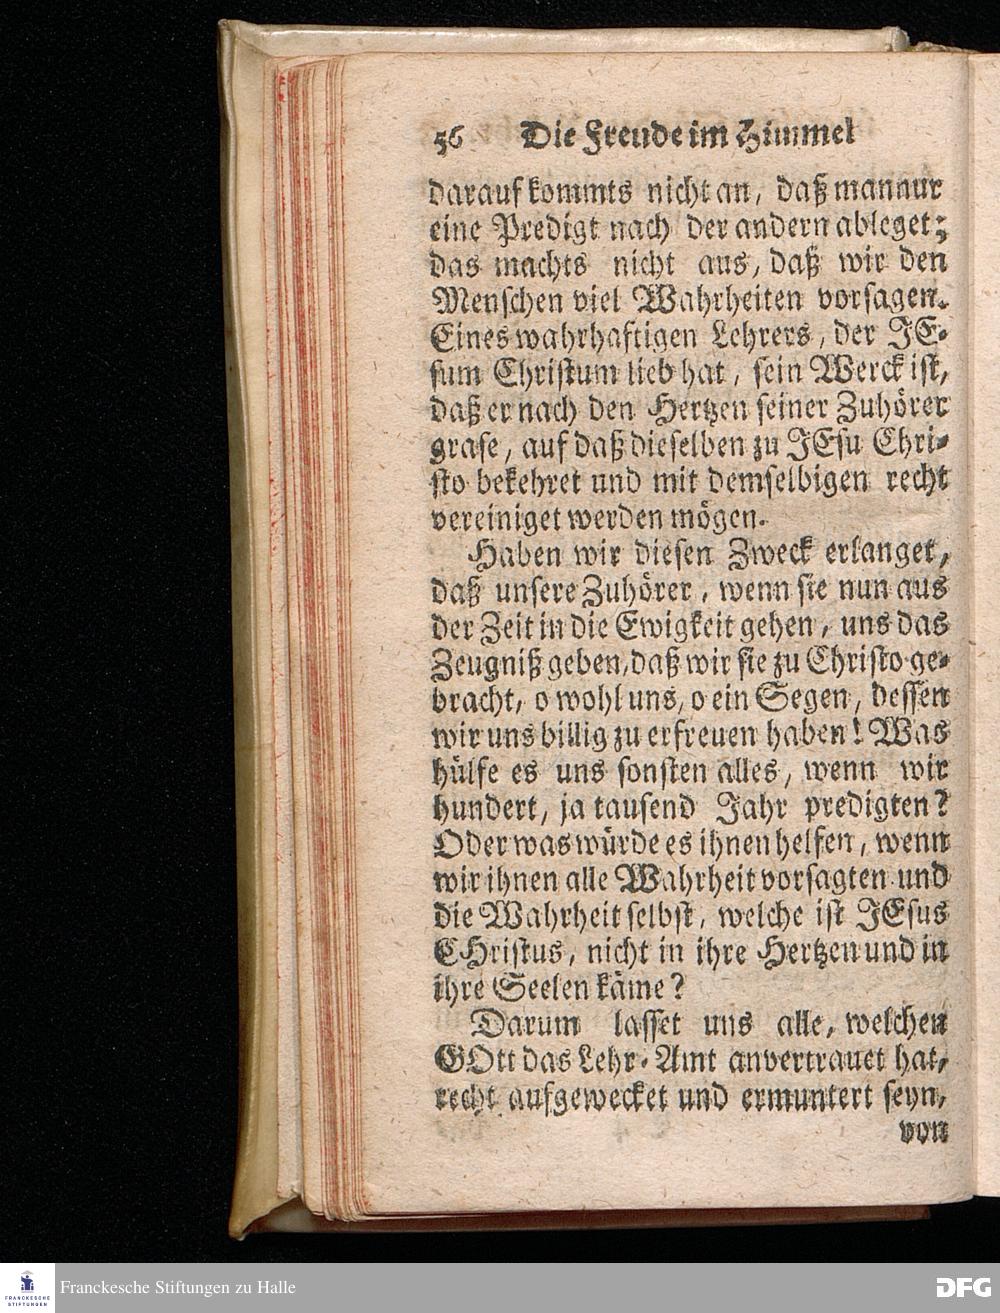 56 Die Freude im Himmel
darauf kommts nicht an, daß man nur
eine Predigt nach der andern ableget;
das machts nicht aus, daß wir den
Menschen viel Wahrheiten vorsagen.
Eines wahrhaftigen Lehrers, der JE-
sum Christum lieb hat, sein Werck ist,
daß er nach den Hertzen seiner Zuhörer
grase, auf daß dieselben zu JEsu Chri-
sto bekehret und mit demselbigen recht
vereiniget werden mögen.
Haben wir diesen Zweck erlanget,
daß unsere Zuhörer, wenn sie nun aus
der Zeit in die Ewigkeit gehen, uns das
Zeugniß geben, daß wir sie zu Christo ge-
bracht, o wohl uns, o ein Segen, dessen
wir uns billig zu erfreuen haben! Was
hülfe es uns sonsten alles, wenn wir
hundert, ja tausend Jahr predigten?
Oder was würde es ihnen helfen, wenn
wir ihnen alle Wahrheit vorsagten und
die Wahrheit selbst, welche ist JEsus
CHristus, nicht in ihre Hertzen und in
ihre Seelen käme?
Darum lasset uns alle, welchen
GOtt das Lehr-Amt anvertrauet hat,
recht aufgewecket und ermuntert seyn,
von
FRANCKESCHE
STIFTUNGEN
Franckesche Stiftungen zu Halle
DFG